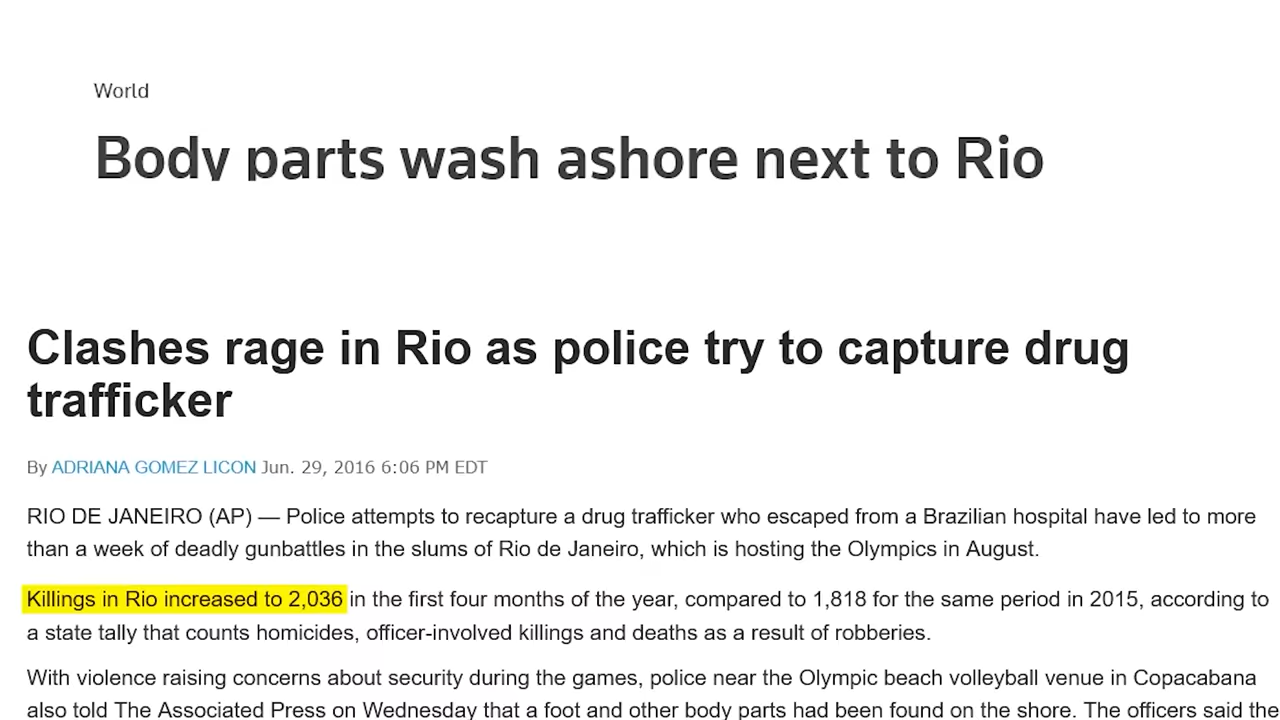 World
Body parts wash ashore next to Rio
Clashes rage in Rio as police try to capture drug
trafficker
By ADRIANA GOMEZ LICON Jun. 29, 2016 6:06 PM EDT
RIO DE JANEIRO (AP) — Police attempts to recapture a drug trafficker who escaped from a Brazilian hospital have led to more
than a week of deadly gunbattles in the slums of Rio de Janeiro, which is hosting the Olympics in August.
Killings in Rio increased to 2,036 in the first four months of the year, compared to 1,818 for the same period in 2015, according to
a state tally that counts homicides, officer-involved killings and deaths as a result of robberies.
With violence raising concerns about security during the games, police near the Olympic beach volleyball venue in Copacabana
also told The Associated Press on Wednesday that a foot and other body parts had been found on the shore. The officers said the